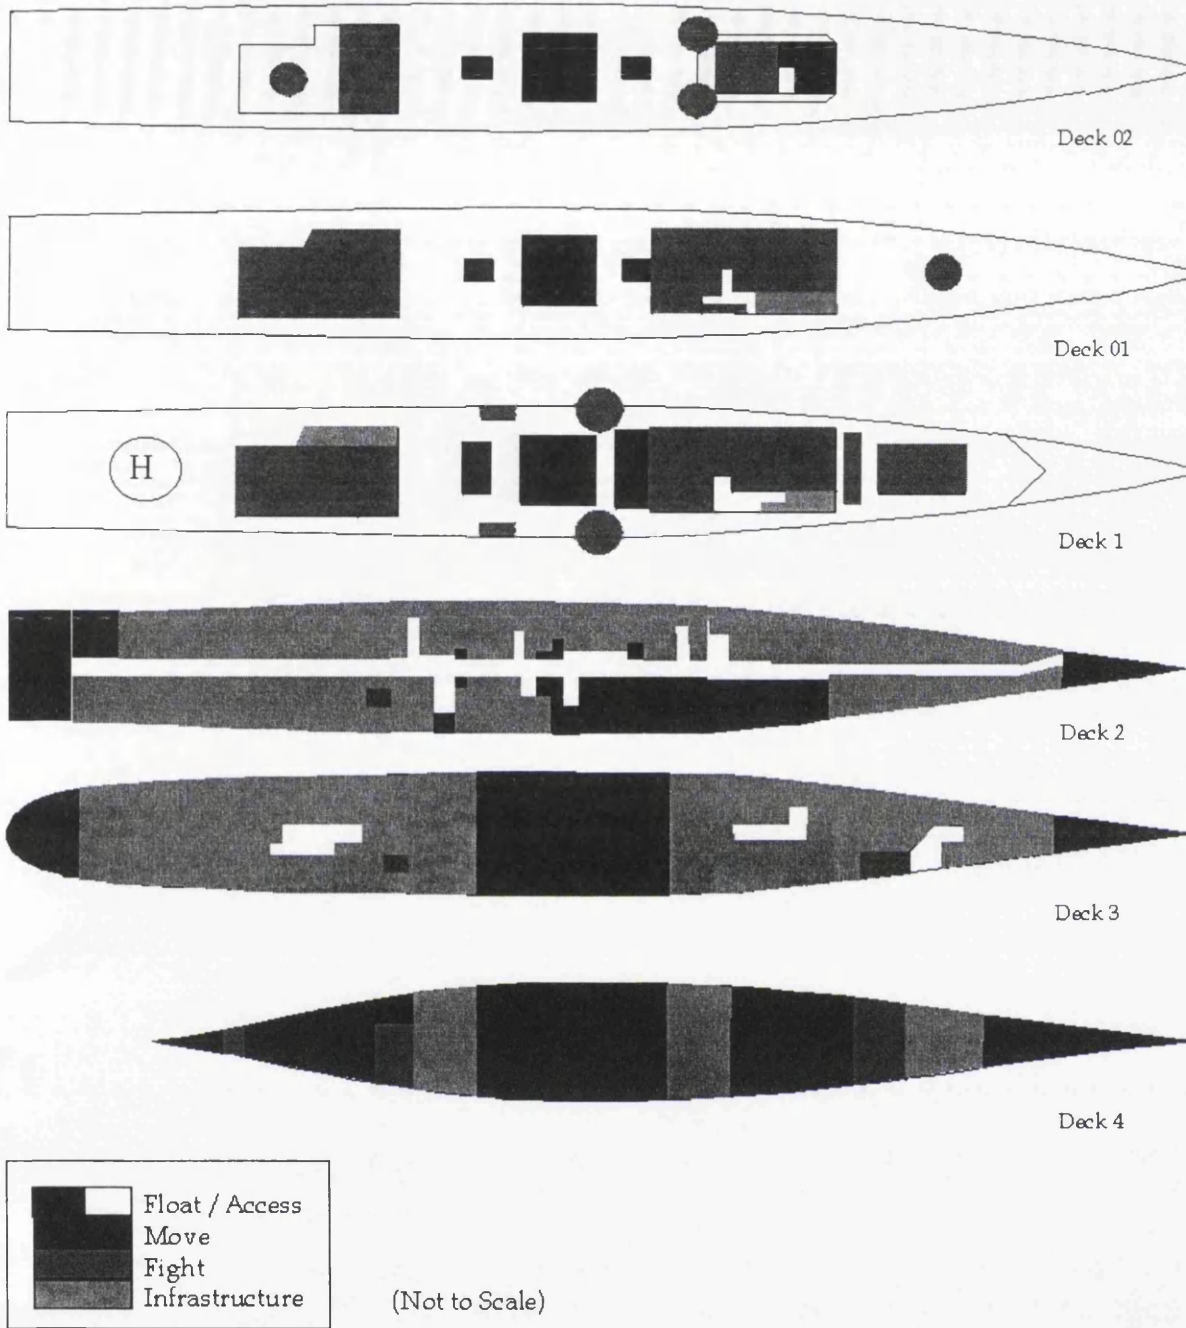 Deck 02
Deck 01
H
Deck 1
Deck 2
Deck 3
Deck 4
Float / Access
Move
Fight
Infrastructure
(Not to Scale)